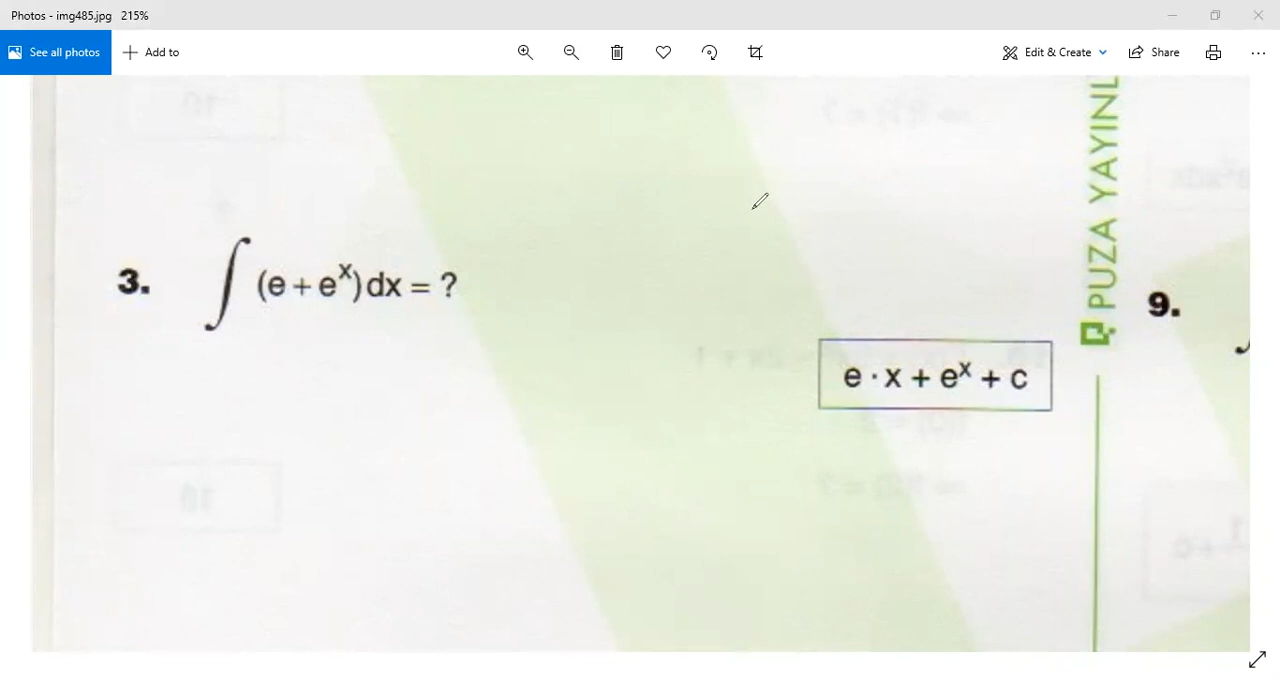 Photos - img485.jpg 215%
See all photos
Add to
Edit & Create
Share
3. ∫ (e + eˣ) dx = ?
e · x + eˣ + c
PUZA YAYINL
9.